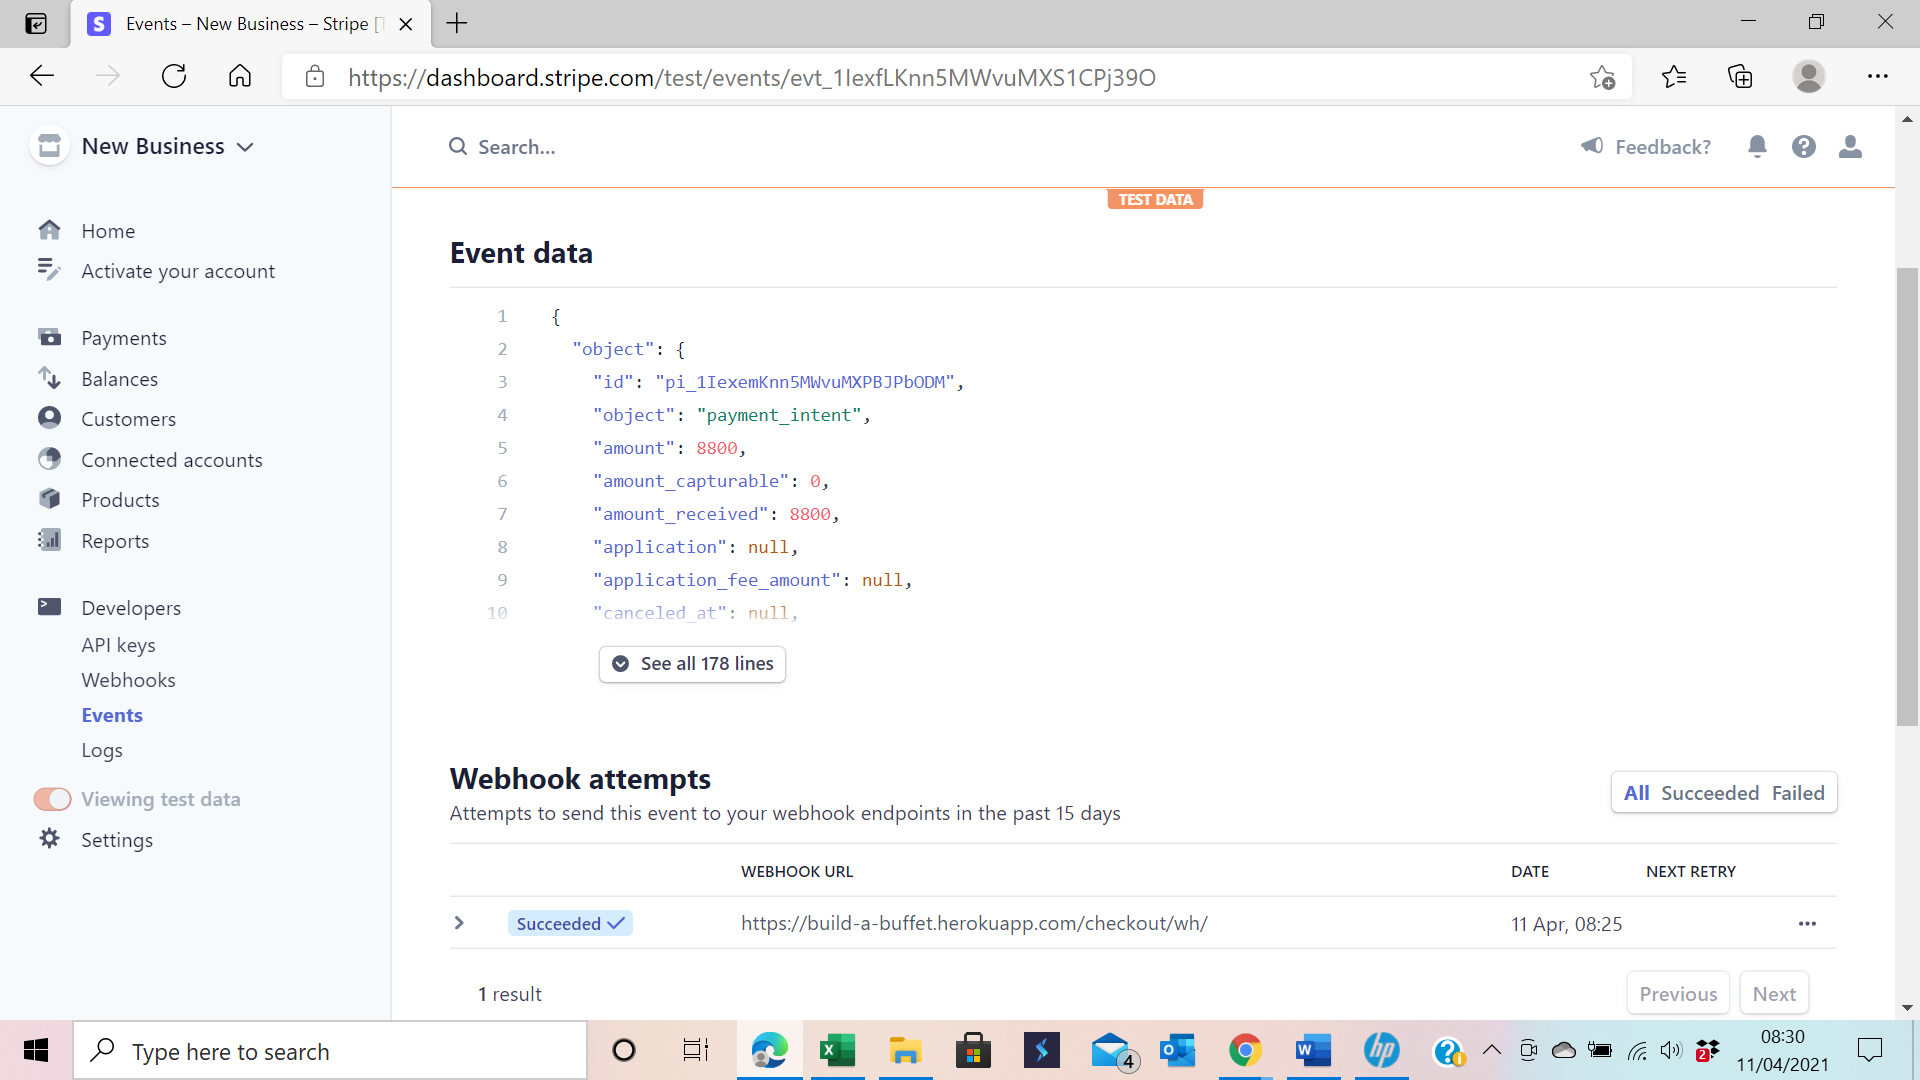 Events – New Business – Stripe [T
https://dashboard.stripe.com/test/events/evt_1IexfLKnn5MWvuMXS1CPj39O
New Business
Search...
Feedback?
TEST DATA
Home
Activate your account
Payments
Balances
Customers
Connected accounts
Products
Reports
Developers
API keys
Webhooks
Events
Logs
Viewing test data
Settings
Event data
1 {
2 "object": {
3 "id": "pi_1IexemKnn5MWvuMXPBJPbODM",
4 "object": "payment_intent",
5 "amount": 8800,
6 "amount_capturable": 0,
7 "amount_received": 8800,
8 "application": null,
9 "application_fee_amount": null,
10 "canceled_at": null,
See all 178 lines
Webhook attempts
Attempts to send this event to your webhook endpoints in the past 15 days
All Succeeded Failed
WEBHOOK URL DATE NEXT RETRY
Succeeded https://build-a-buffet.herokuapp.com/checkout/wh/ 11 Apr, 08:25
1 result
Previous Next
Type here to search
4
2
08:30
11/04/2021